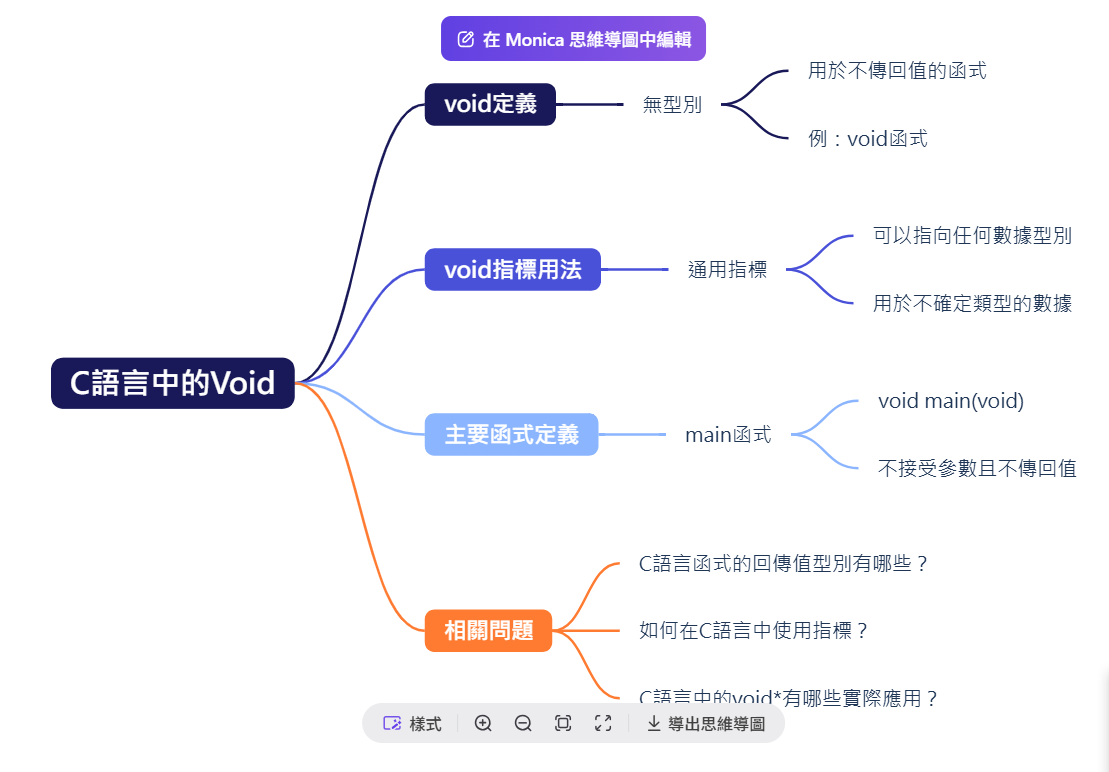 在 Monica 思維導圖中編輯
C語言中的Void
void定義
無型別
用於不傳回值的函式
例：void函式
void指標用法
通用指標
可以指向任何數據型別
用於不確定類型的數據
主要函式定義
main函式
void main(void)
不接受參數且不傳回值
相關問題
C語言函式的回傳值型別有哪些？
如何在C語言中使用指標？
C語言中的void*有哪些實際應用？
樣式
導出思維導圖